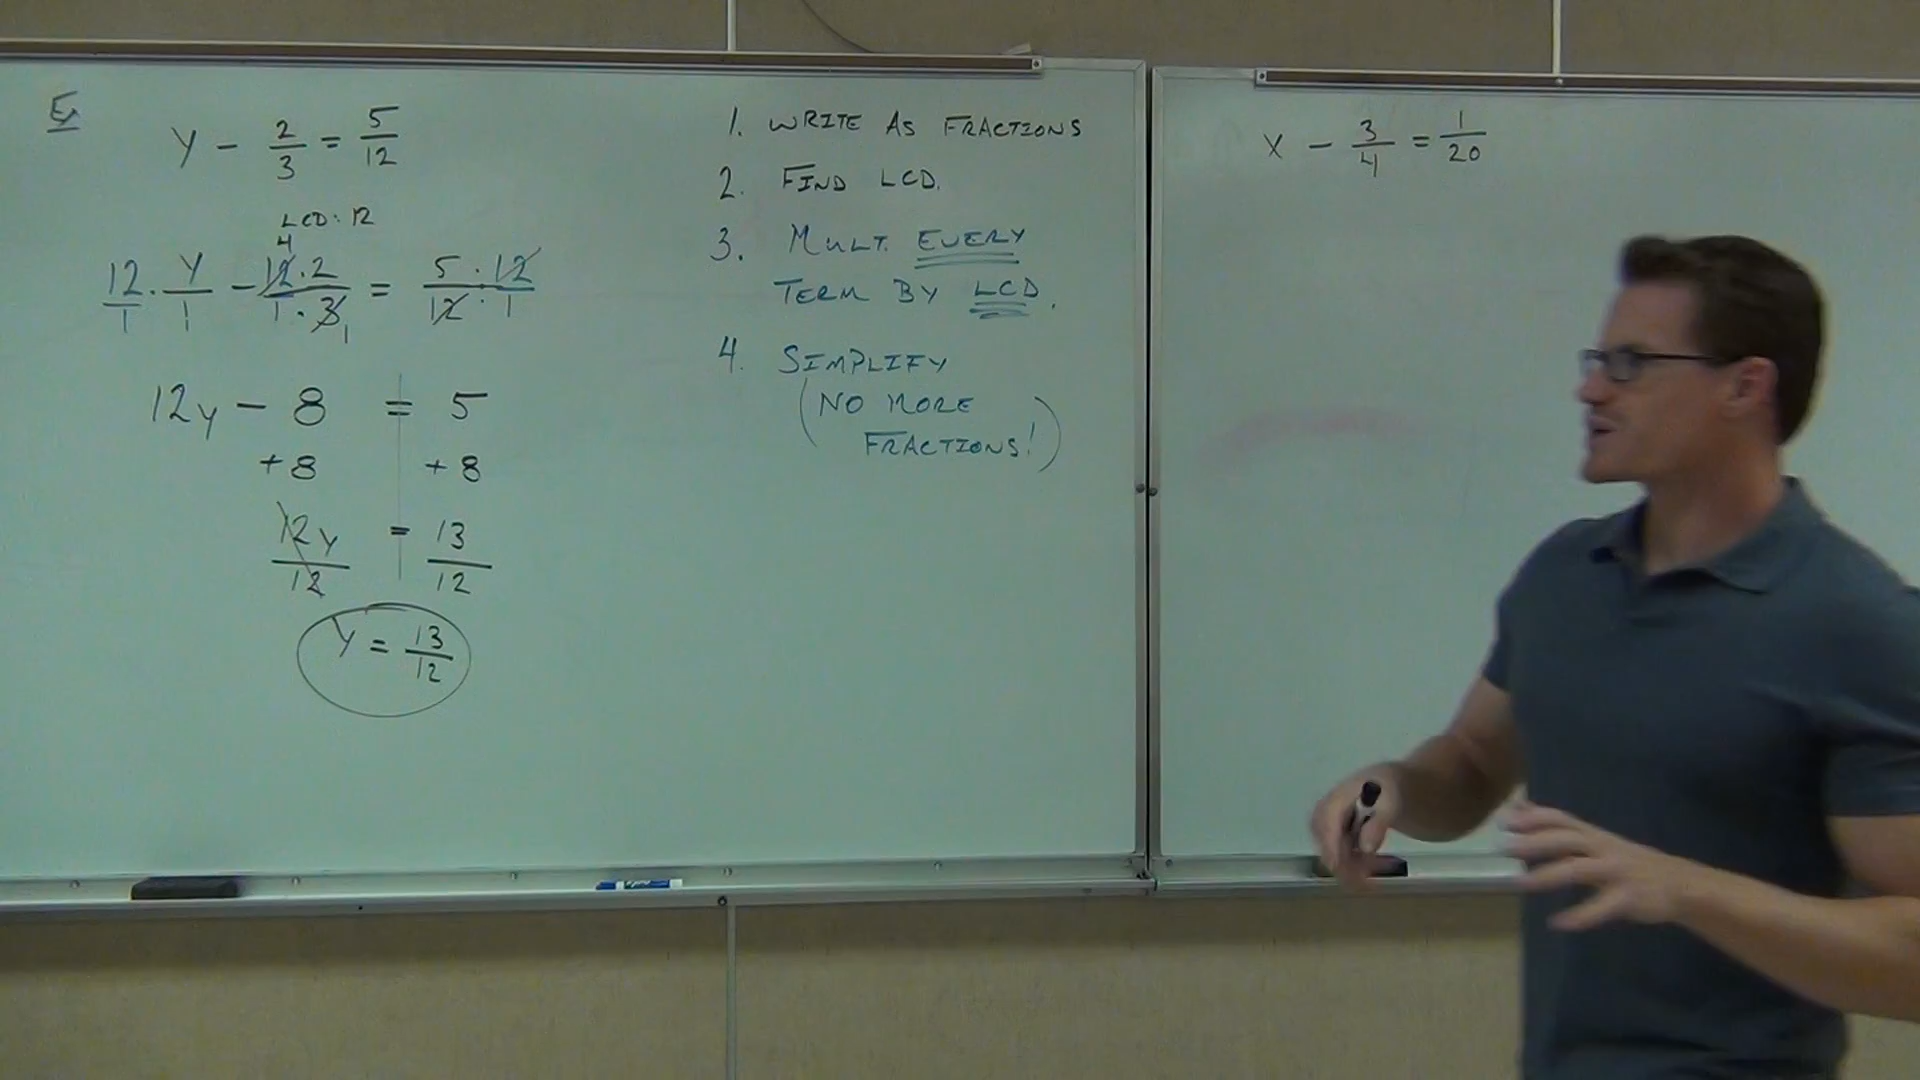 Ex
y - 2/3 = 5/12
LCD: 12
4
12/1 · y/1 - 12·2/1·3 = 5·12/12·1
1
12y - 8 = 5
+8 +8
12y/12 = 13/12
y = 13/12
1. WRITE AS FRACTIONS
2. FIND LCD.
3. MULT. EVERY
TERM BY LCD.
4. SIMPLIFY
(NO MORE
FRACTIONS!)
x - 3/4 = 1/20